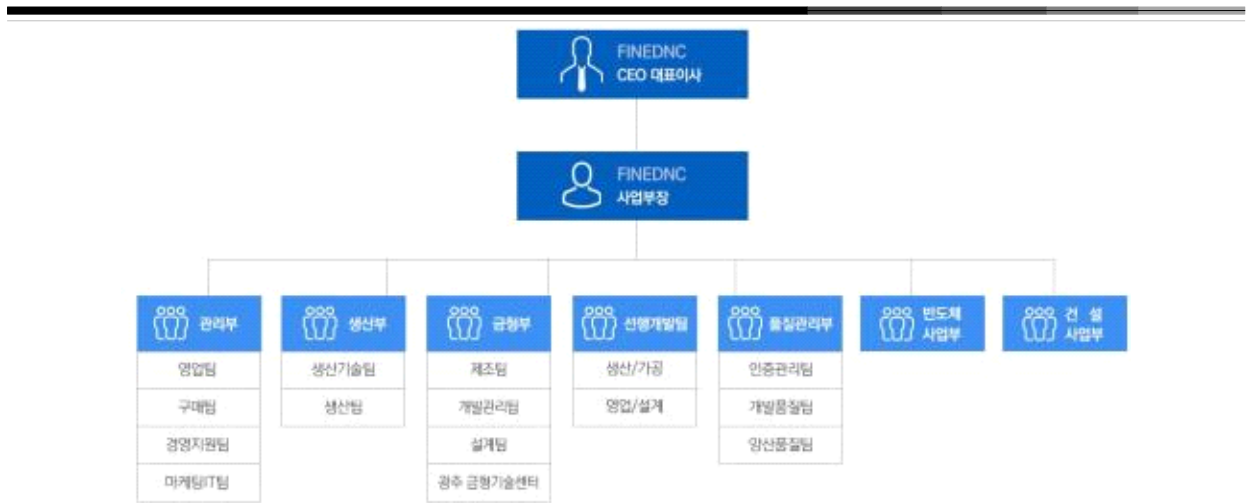 FINEDNC
CEO 대표이사
FINEDNC
사업부장
관리부
생산부
금형부
선행개발팀
품질관리부
반도체
사업부
건 설
사업부
영업팀
생산기술팀
제조팀
생산/가공
인증관리팀
구매팀
생산팀
개발관리팀
영업/설계
개발품질팀
경영지원팀
설계팀
양산품질팀
마케팅IT팀
광주 금형기술센터